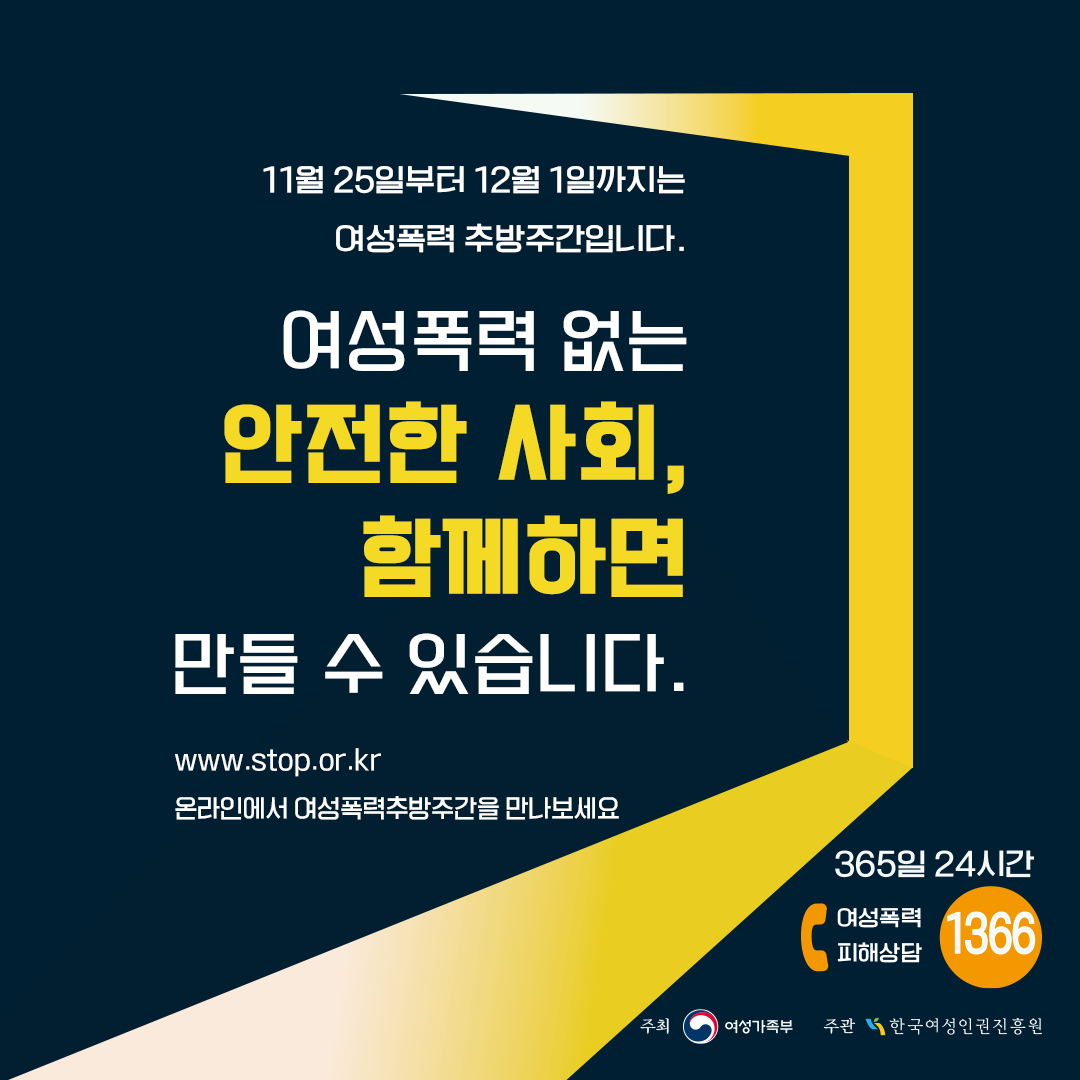 11월 25일부터 12월 1일까지는
여성폭력 추방주간입니다.
여성폭력 없는
안전한 사회,
함께하면
만들 수 있습니다.
www.stop.or.kr
온라인에서 여성폭력추방주간을 만나보세요
365일 24시간
여성폭력
피해상담
1366
주최 여성가족부 주관 한국여성인권진흥원